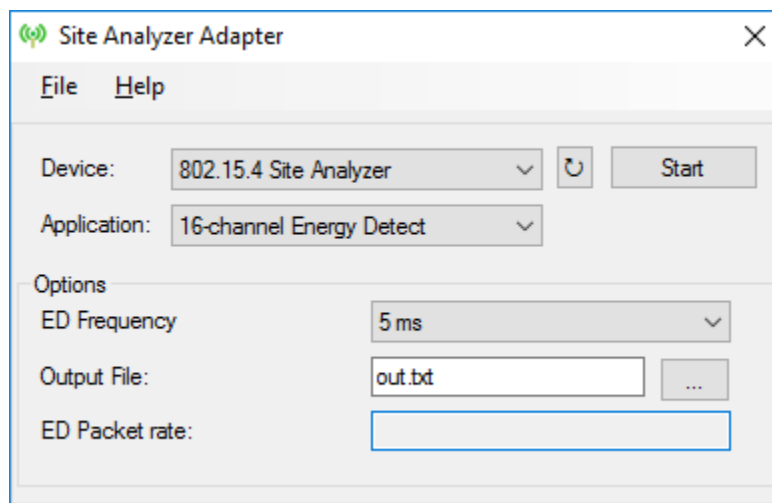 Site Analyzer Adapter
File Help
Device: 802.15.4 Site Analyzer Start
Application: 16-channel Energy Detect
Options
ED Frequency 5 ms
Output File: out.txt ...
ED Packet rate: